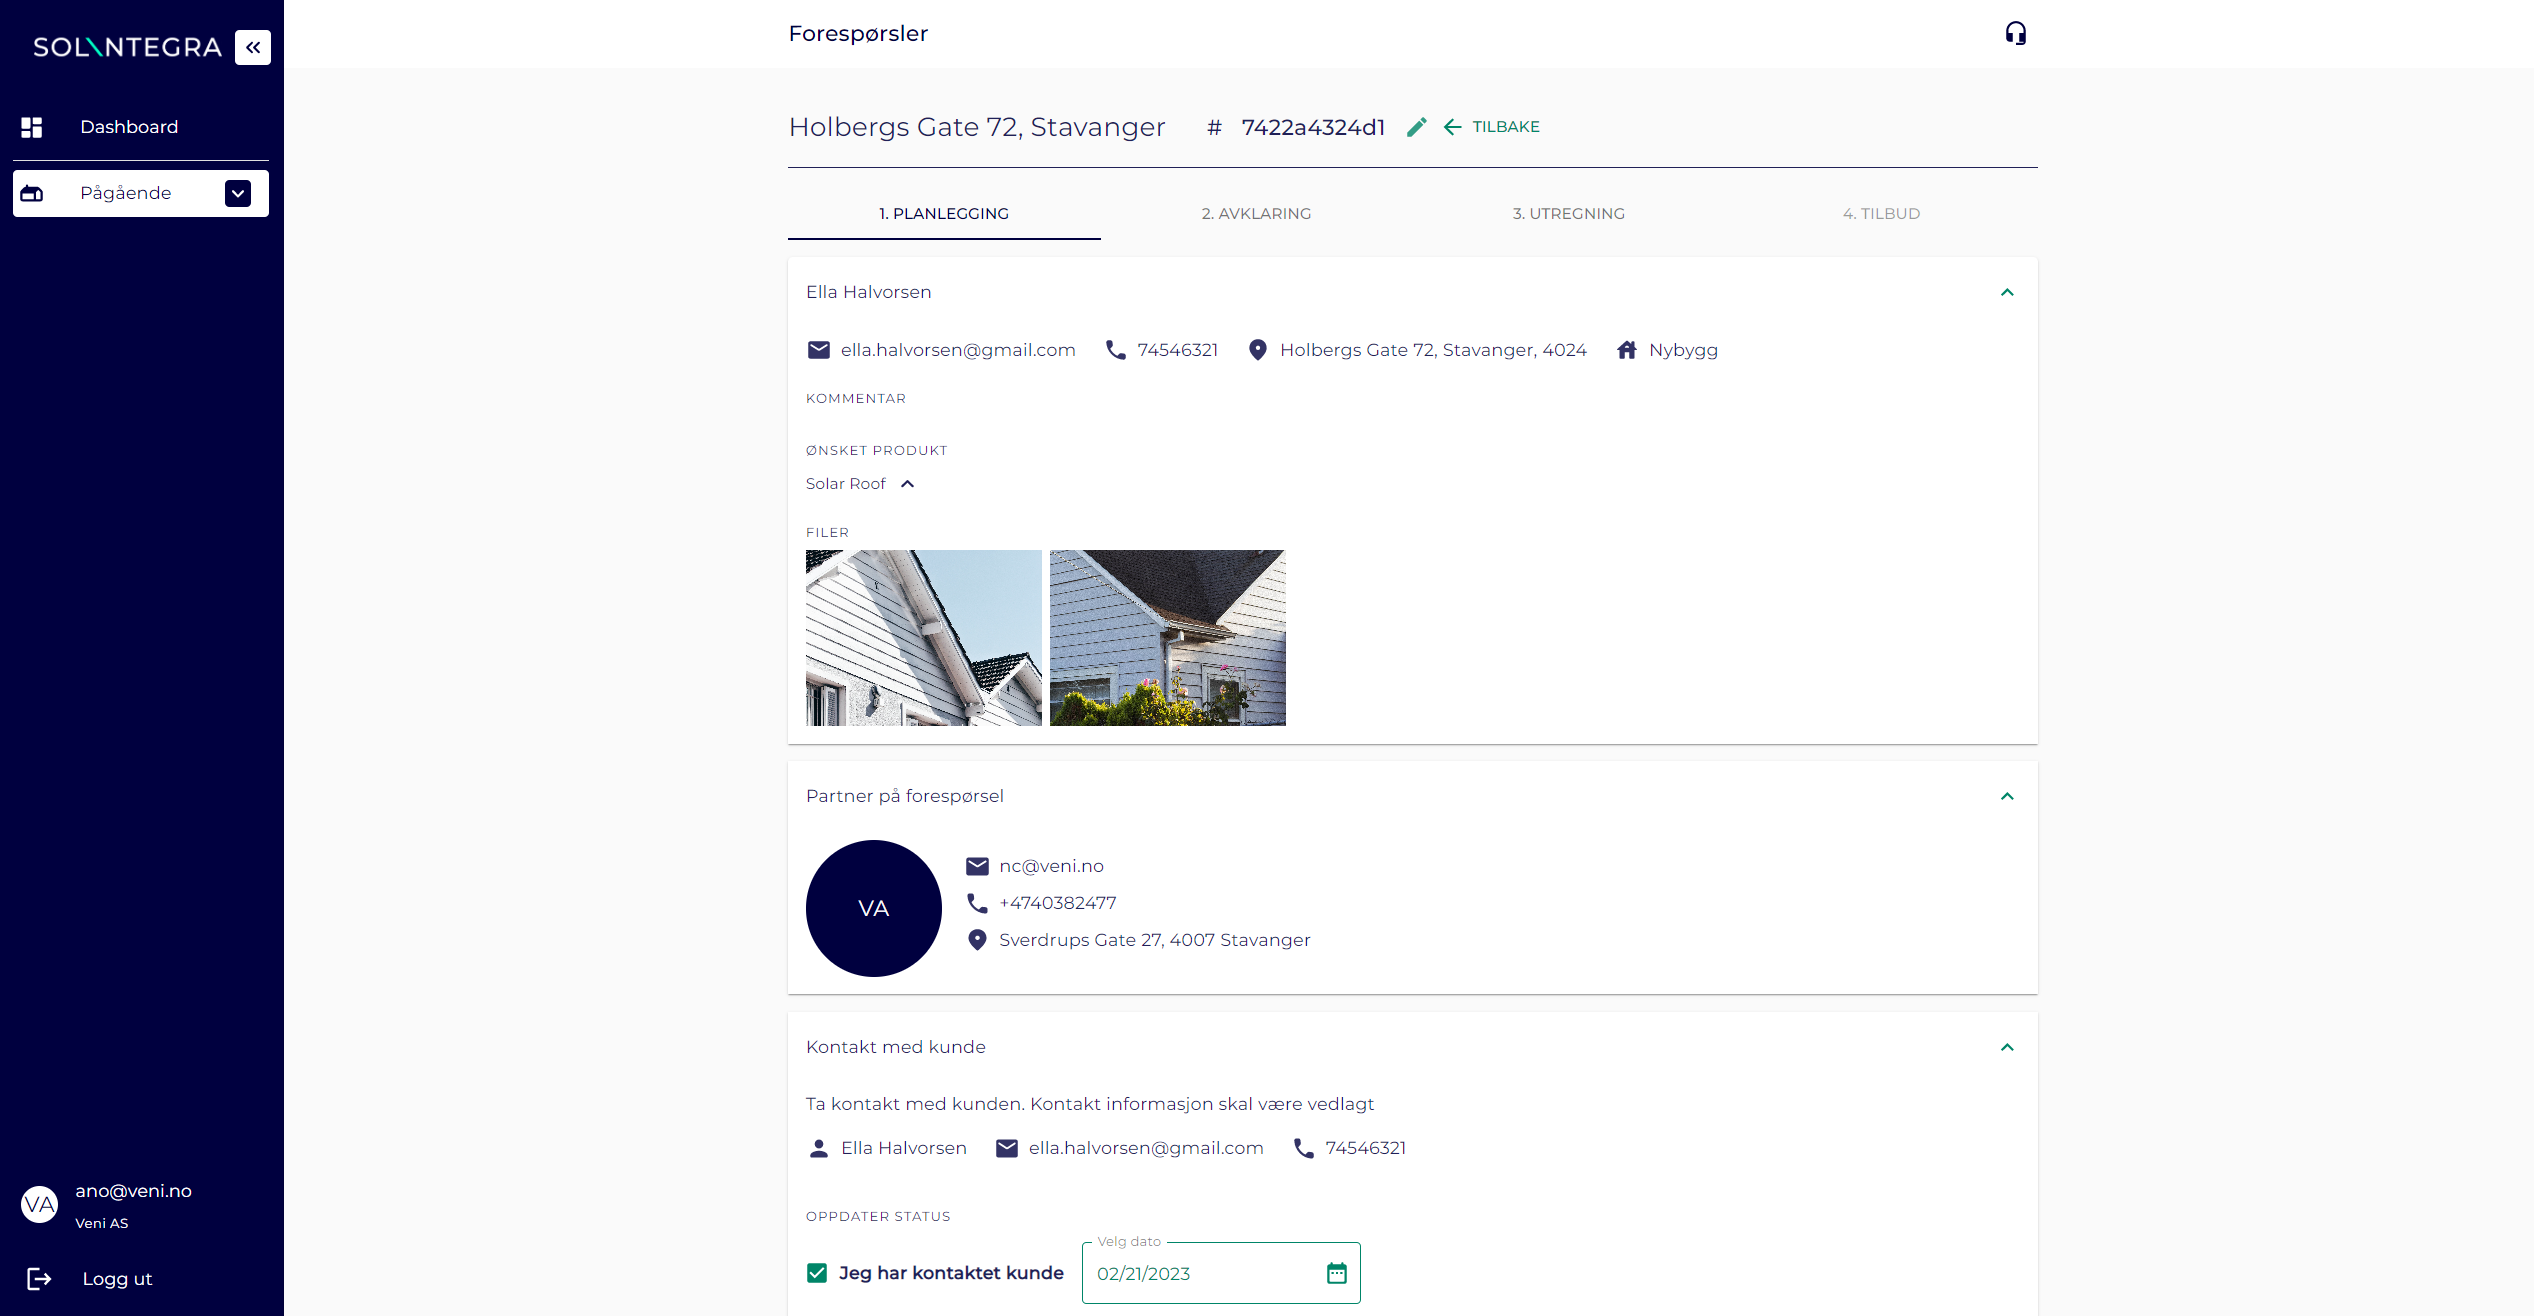 SOLINTEGRA
Dashboard
Pågående
ano@veni.no
VA
Veni AS
Logg ut
Forespørsler
Holbergs Gate 72, Stavanger # 7422a4324d1 TILBAKE
1. PLANLEGGING 2. AVKLARING 3. UTREGNING 4. TILBUD
Ella Halvorsen
ella.halvorsen@gmail.com 74546321 Holbergs Gate 72, Stavanger, 4024 Nybygg
KOMMENTAR
ØNSKET PRODUKT
Solar Roof
FILER
Partner på forespørsel
VA
nc@veni.no
+4740382477
Sverdrups Gate 27, 4007 Stavanger
Kontakt med kunde
Ta kontakt med kunden. Kontakt informasjon skal være vedlagt
Ella Halvorsen ella.halvorsen@gmail.com 74546321
OPPDATER STATUS
Velg dato
Jeg har kontaktet kunde 02/21/2023